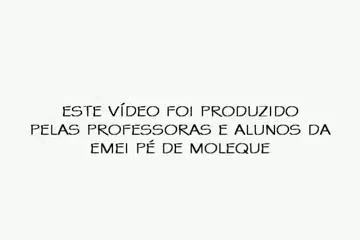 ESTE VÍDEO FOI PRODUZIDO
PELAS PROFESSORAS E ALUNOS DA
EMEI PÉ DE MOLEQUE